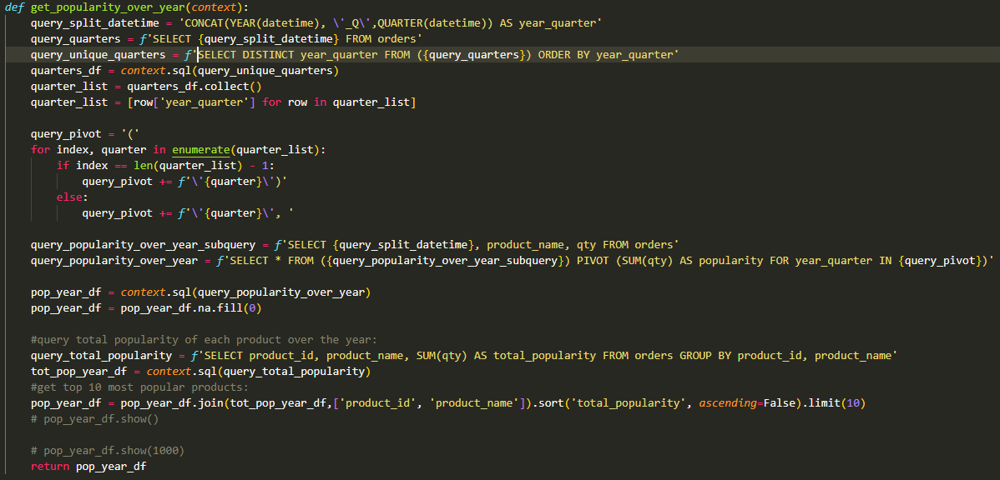 def get_popularity_over_year(context):
    query_split_datetime = 'CONCAT(YEAR(datetime), \'_Q\',QUARTER(datetime)) AS year_quarter'
    query_quarters = f'SELECT {query_split_datetime} FROM orders'
    query_unique_quarters = f'SELECT DISTINCT year_quarter FROM ({query_quarters}) ORDER BY year_quarter'
    quarters_df = context.sql(query_unique_quarters)
    quarter_list = quarters_df.collect()
    quarter_list = [row['year_quarter'] for row in quarter_list]

    query_pivot = '('
    for index, quarter in enumerate(quarter_list):
        if index == len(quarter_list) - 1:
            query_pivot += f'\'{quarter}\')'
        else:
            query_pivot += f'\'{quarter}\', '

    query_popularity_over_year_subquery = f'SELECT {query_split_datetime}, product_name, qty FROM orders'
    query_popularity_over_year = f'SELECT * FROM ({query_popularity_over_year_subquery}) PIVOT (SUM(qty) AS popularity FOR year_quarter IN {query_pivot})'

    pop_year_df = context.sql(query_popularity_over_year)
    pop_year_df = pop_year_df.na.fill(0)

    #query total popularity of each product over the year:
    query_total_popularity = f'SELECT product_id, product_name, SUM(qty) AS total_popularity FROM orders GROUP BY product_id, product_name'
    tot_pop_year_df = context.sql(query_total_popularity)
    #get top 10 most popular products:
    pop_year_df = pop_year_df.join(tot_pop_year_df,['product_id', 'product_name']).sort('total_popularity', ascending=False).limit(10)
    # pop_year_df.show()

    # pop_year_df.show(1000)
    return pop_year_df